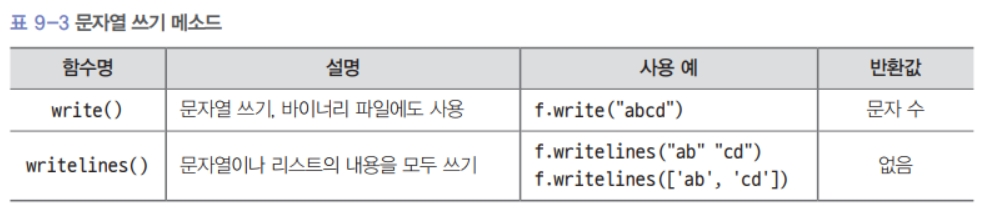 표 9-3 문자열 쓰기 메소드
함수명 설명 사용 예 반환값
write() 문자열 쓰기, 바이너리 파일에도 사용 f.write("abcd") 문자 수
writelines() 문자열이나 리스트의 내용을 모두 쓰기 f.writelines("ab" "cd") 없음
f.writelines(['ab', 'cd'])